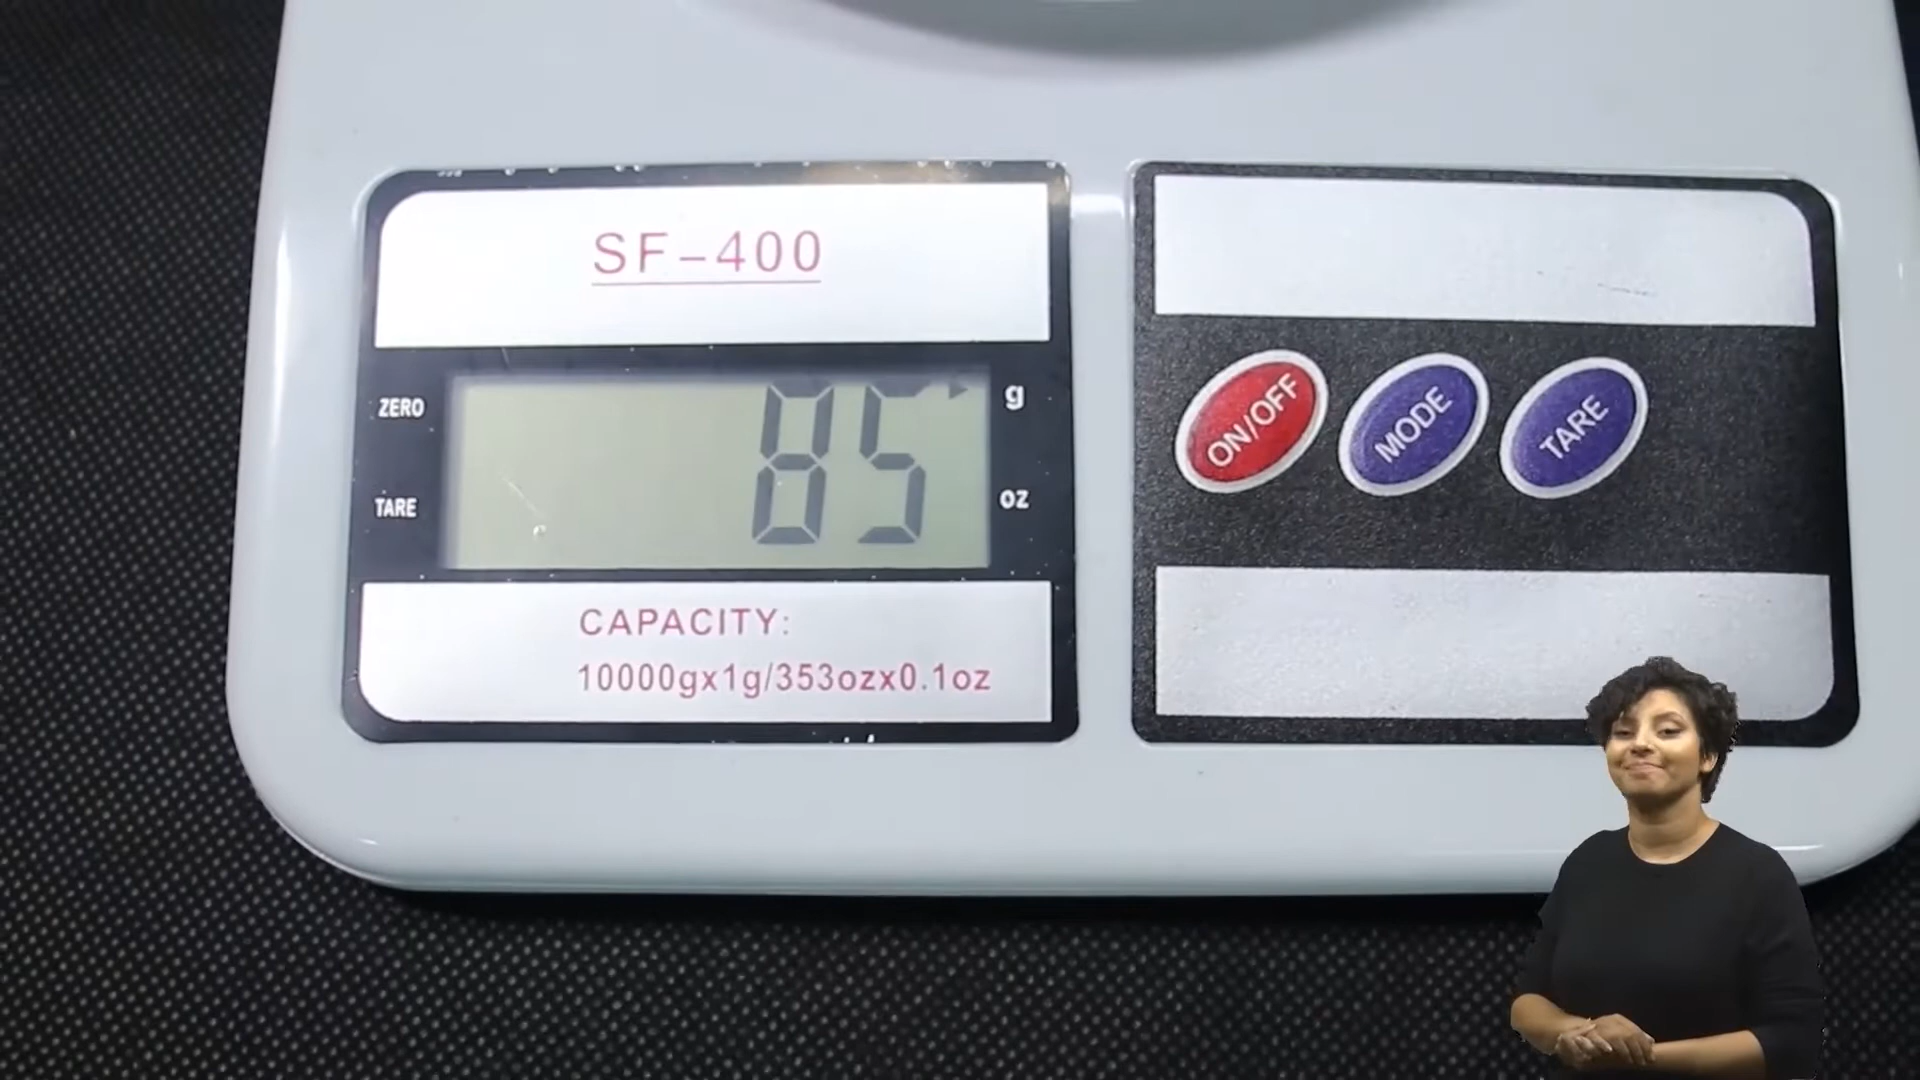 SF-400
ZERO
TARE
85
g
oz
CAPACITY:
10000gx1g/353ozx0.1oz
ON/OFF
MODE
TARE